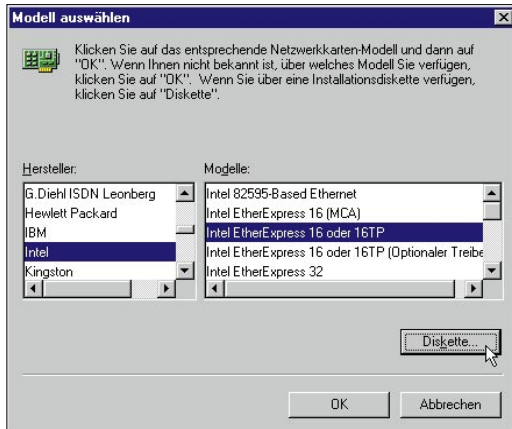 Modell auswählen
Klicken Sie auf das entsprechende Netzwerkkarten-Modell und dann auf
"OK". Wenn Ihnen nicht bekannt ist, über welches Modell Sie verfügen,
klicken Sie auf "OK". Wenn Sie über eine Installationsdiskette verfügen,
klicken Sie auf "Diskette".
Hersteller:
G.Diehl ISDN Leonberg
Hewlett Packard
IBM
Intel
Kingston
Modelle:
Intel 82595-Based Ethernet
Intel EtherExpress 16 (MCA)
Intel EtherExpress 16 oder 16TP
Intel EtherExpress 16 oder 16TP (Optionaler Treibe
Intel EtherExpress 32
Diskette...
OK
Abbrechen